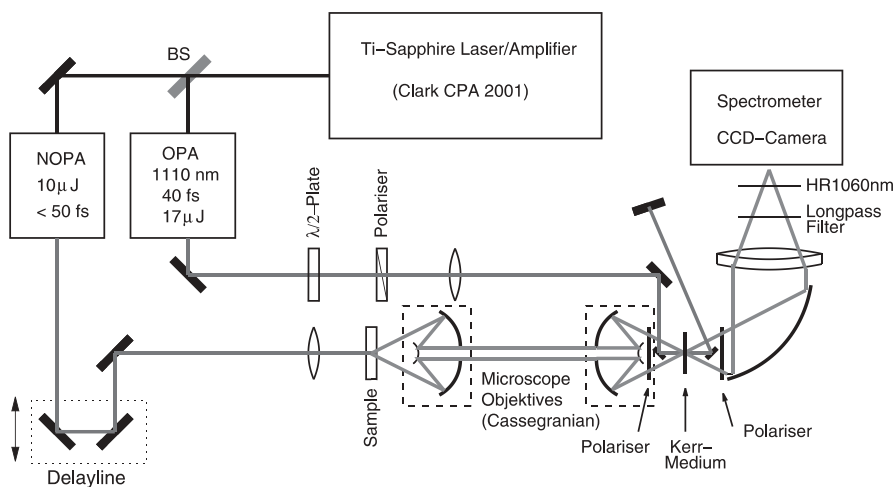 BS
Ti–Sapphire Laser/Amplifier
(Clark CPA 2001)
Spectrometer
CCD–Camera
NOPA
10μJ
< 50 fs
OPA
1110 nm
40 fs
17μJ
λ/2–Plate
Polariser
HR1060nm
Longpass
Filter
Sample
Microscope
Objektives
(Cassegranian)
Polariser
Kerr–
Medium
Polariser
Delayline